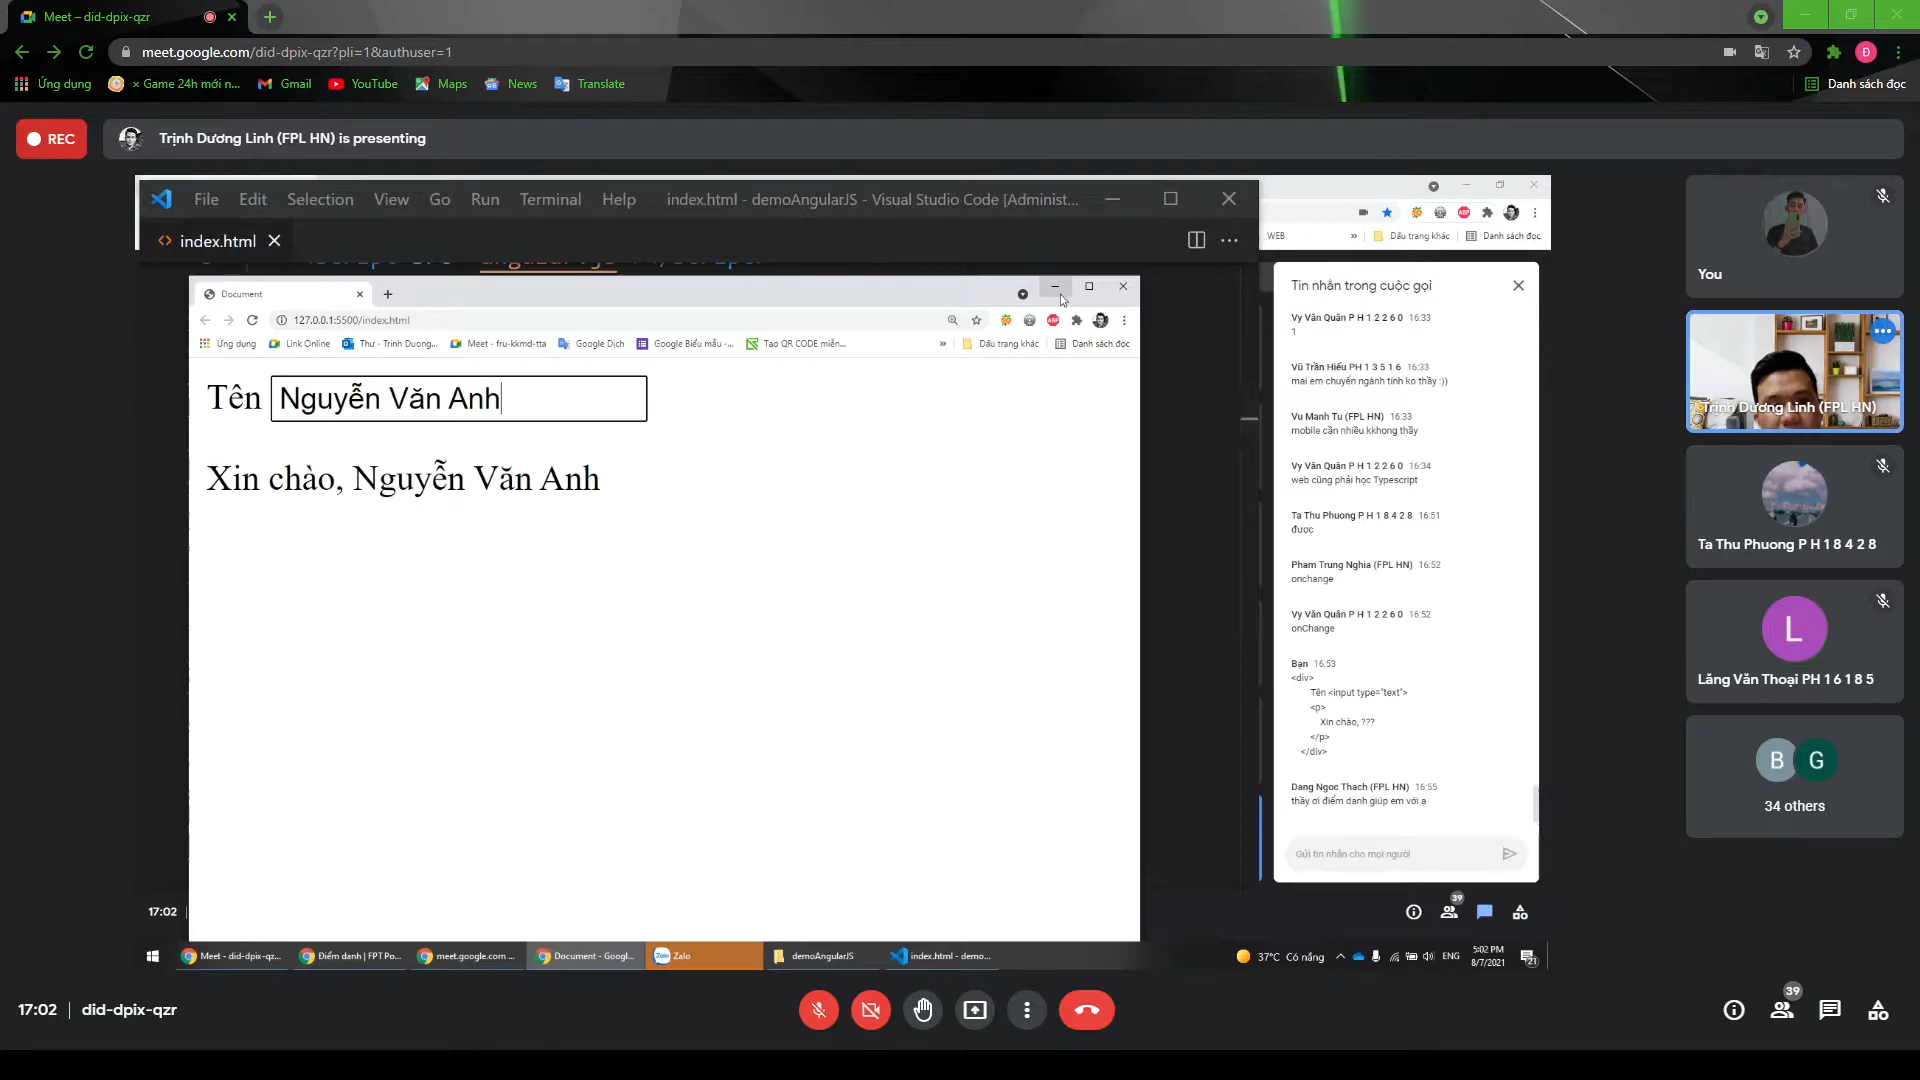 Meet – did-dpix-qzr
meet.google.com/did-dpix-qzr?pli=1&authuser=1
Ứng dụng
× Game 24h mới n...
Gmail
YouTube
Maps
News
Translate
Danh sách đọc
REC
Trịnh Dương Linh (FPL HN) is presenting
File Edit Selection View Go Run Terminal Help
index.html - demoAngularJS - Visual Studio Code [Administ...
index.html
WEB
Dấu trang khác
Danh sách đọc
Document
127.0.0.1:5500/index.html
Ứng dụng
Link Online
Thư - Trinh Duong...
Meet - fru-kkmd-tta
Google Dịch
Google Biểu mẫu -...
Tạo QR CODE miễn...
Dấu trang khác
Danh sách đọc
Tên Nguyễn Văn Anh
Xin chào, Nguyễn Văn Anh
Tin nhắn trong cuộc gọi
Vy Văn Quân P H 1 2 2 6 0 16:33
1
Vũ Trần Hiếu PH 1 3 5 1 6 16:33
mai em chuyển ngành tính ko thầy :))
Vu Manh Tu (FPL HN) 16:33
mobile cần nhiều kkhong thầy
Vy Văn Quân P H 1 2 2 6 0 16:34
web cũng phải học Typescript
Ta Thu Phuong P H 1 8 4 2 8 16:51
được
Pham Trung Nghia (FPL HN) 16:52
onchange
Vy Văn Quân P H 1 2 2 6 0 16:52
onChange
Bạn 16:53
<div>
Tên <input type="text">
<p>
Xin chào, ???
</p>
</div>
Dang Ngoc Thach (FPL HN) 16:55
thầy ơi điểm danh giúp em với ạ
Gửi tin nhắn cho mọi người
39
17:02
Meet - did-dpix-qz...
Điểm danh | FPT Po...
meet.google.com ...
Document - Googl...
Zalo
demoAngularJS
index.html - demo...
37°C Có nắng
ENG
5:02 PM
8/7/2021
21
You
Trịnh Dương Linh (FPL HN)
Ta Thu Phuong P H 1 8 4 2 8
L
Lăng Văn Thoại PH 1 6 1 8 5
B G
34 others
17:02 | did-dpix-qzr
39